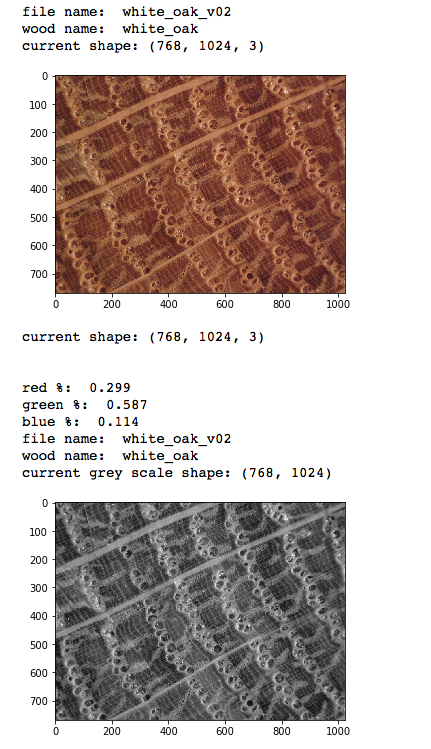 file name:  white_oak_v02
wood name:  white_oak
current shape: (768, 1024, 3)
0
100
200
300
400
500
600
700
0 200 400 600 800 1000
current shape: (768, 1024, 3)
red %:  0.299
green %:  0.587
blue %:  0.114
file name:  white_oak_v02
wood name:  white_oak
current grey scale shape: (768, 1024)
0
100
200
300
400
500
600
700
0 200 400 600 800 1000